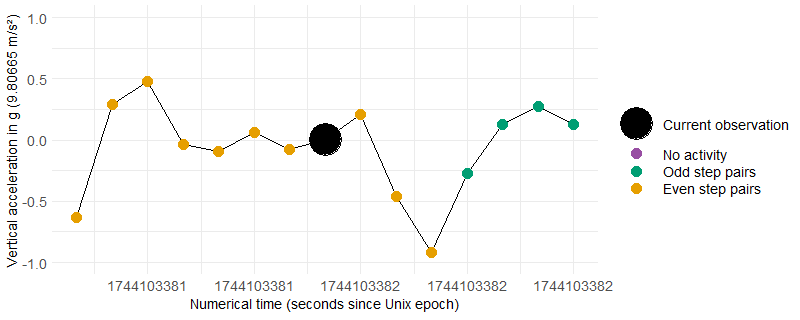 Vertical acceleration in g (9.80665 m/s²)
1.0
0.5
0.0
-0.5
-1.0
1744103381 1744103381 1744103382 1744103382 1744103382
Numerical time (seconds since Unix epoch)
Current observation
No activity
Odd step pairs
Even step pairs